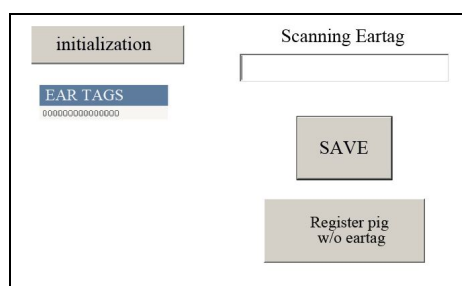 initialization
Scanning Eartag
EAR TAGS
000000000000000
SAVE
Register pig
w/o eartag